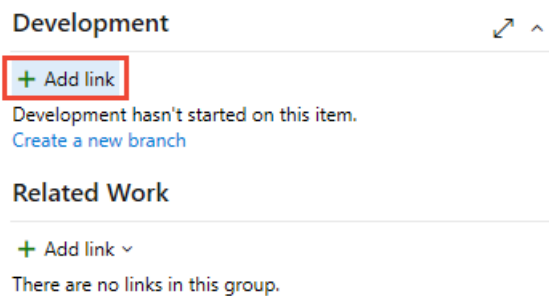 Development
+ Add link
Development hasn't started on this item.
Create a new branch
Related Work
+ Add link
There are no links in this group.